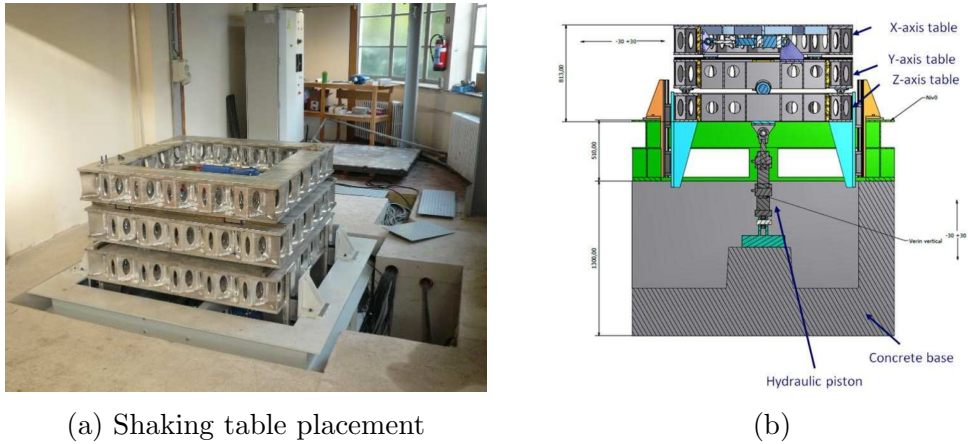 X-axis table
-30 +30
Y-axis table
Z-axis table
813,00
Niv0
510,00
-30 +30
Verin vertical
1300,00
Concrete base
Hydraulic piston
(a) Shaking table placement
(b)